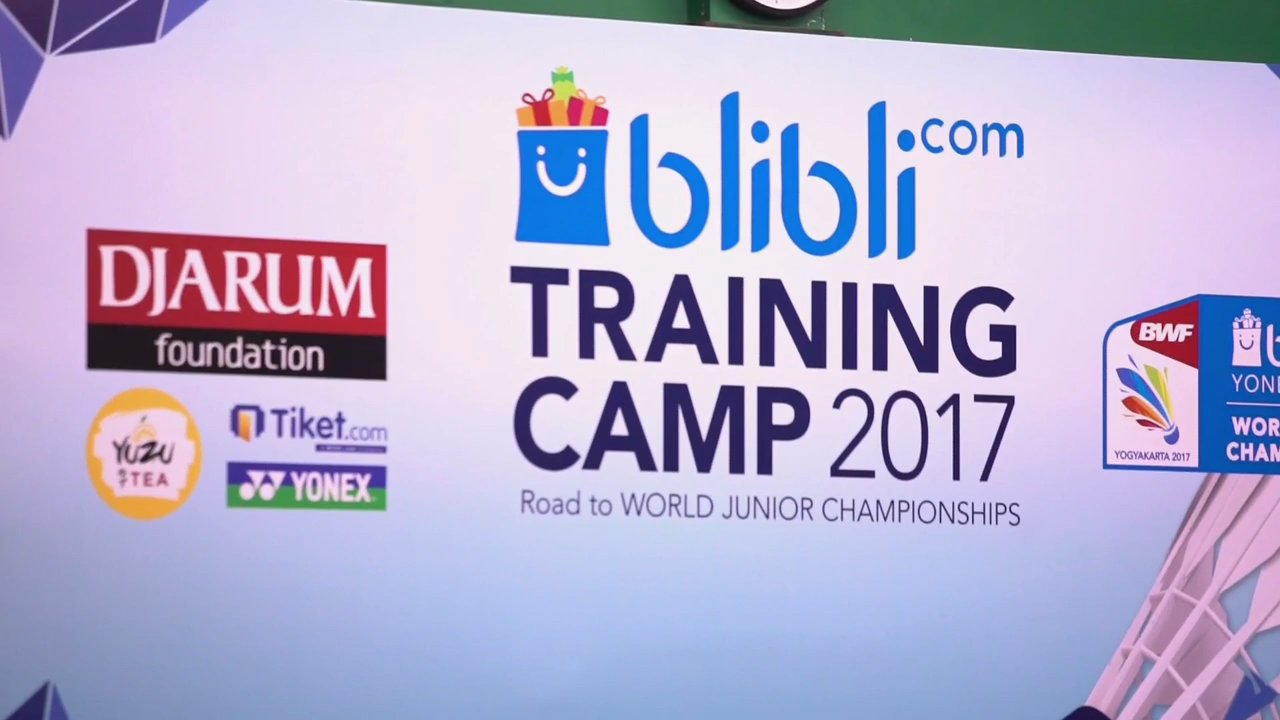 blibli.com
TRAINING
CAMP 2017
Road to WORLD JUNIOR CHAMPIONSHIPS
DJARUM
foundation
YUZU
TEA
Tiket.com
YONEX
BWF
YOGYAKARTA 2017